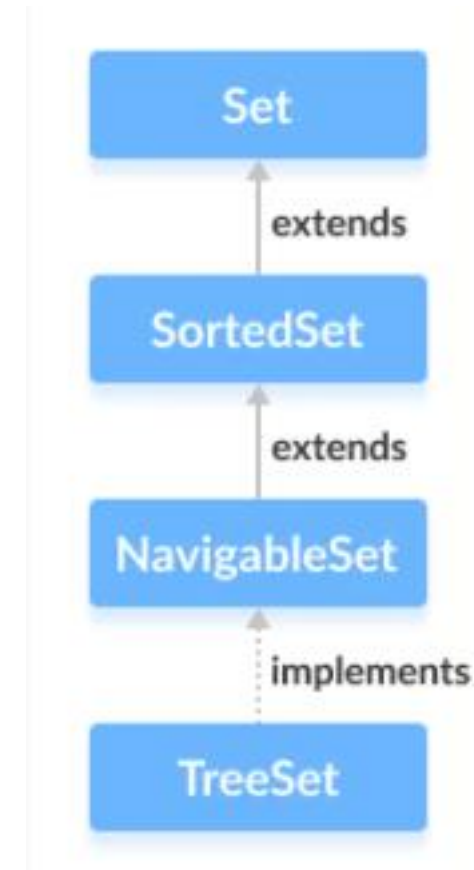 Set
extends
SortedSet
extends
NavigableSet
implements
TreeSet